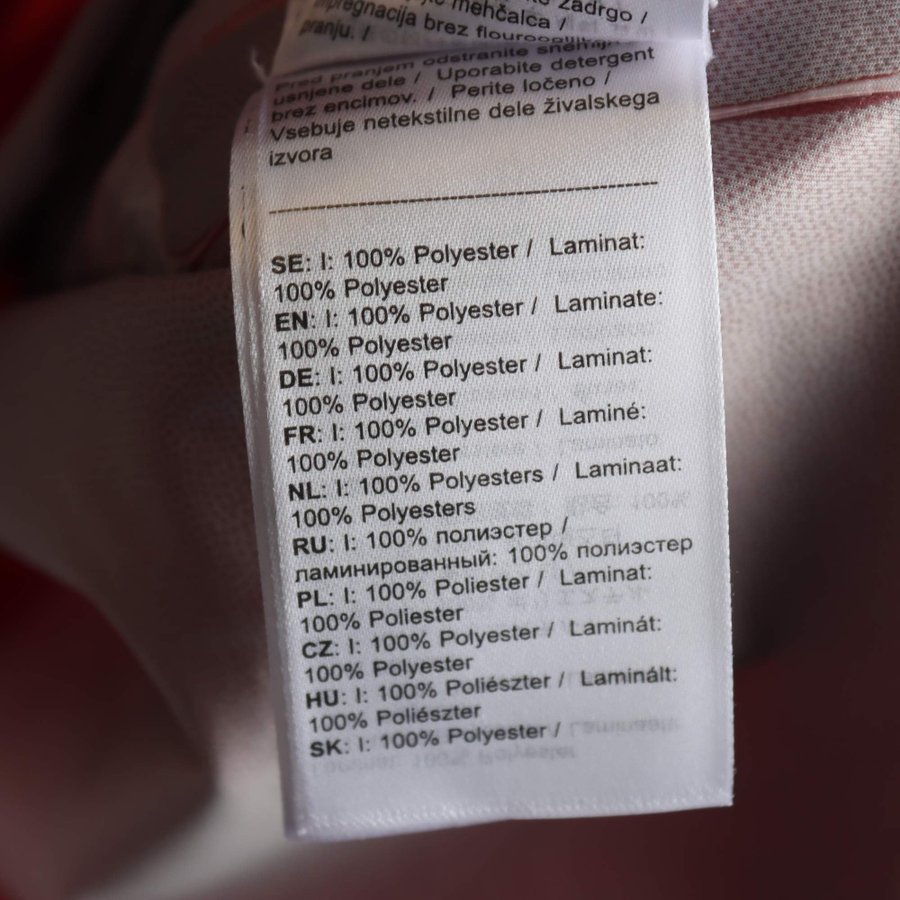 zadrgo /
mehčalca /
impregnacija brez
pranju. /
Pred pranjem odstranite snemljive
usnjene dele / Uporabite detergent
brez encimov. / Perite ločeno /
Vsebuje netekstilne dele živalskega
izvora
SE: I: 100% Polyester / Laminat:
100% Polyester
EN: I: 100% Polyester / Laminate:
100% Polyester
DE: I: 100% Polyester / Laminat:
100% Polyester
FR: I: 100% Polyester / Laminé:
100% Polyester
NL: I: 100% Polyesters / Laminaat:
100% Polyesters
RU: I: 100% полиэстер /
ламинированный: 100% полиэстер
PL: I: 100% Poliester / Laminat:
100% Poliester
CZ: I: 100% Polyester / Laminát:
100% Polyester
HU: I: 100% Poliészter / Laminált:
100% Poliészter
SK: I: 100% Polyester /